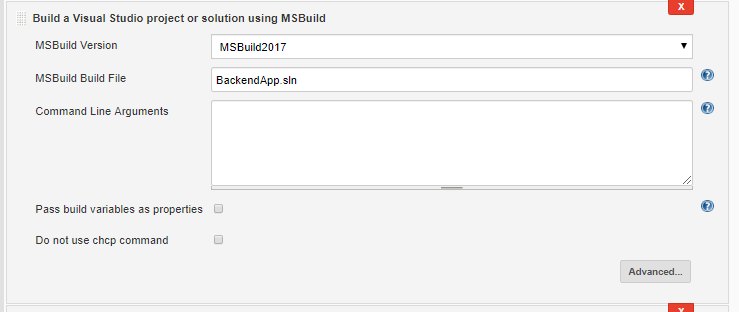 X
Build a Visual Studio project or solution using MSBuild
MSBuild Version
MSBuild2017
MSBuild Build File
BackendApp.sln
?
Command Line Arguments
?
Pass build variables as properties
?
Do not use chcp command
Advanced...
X